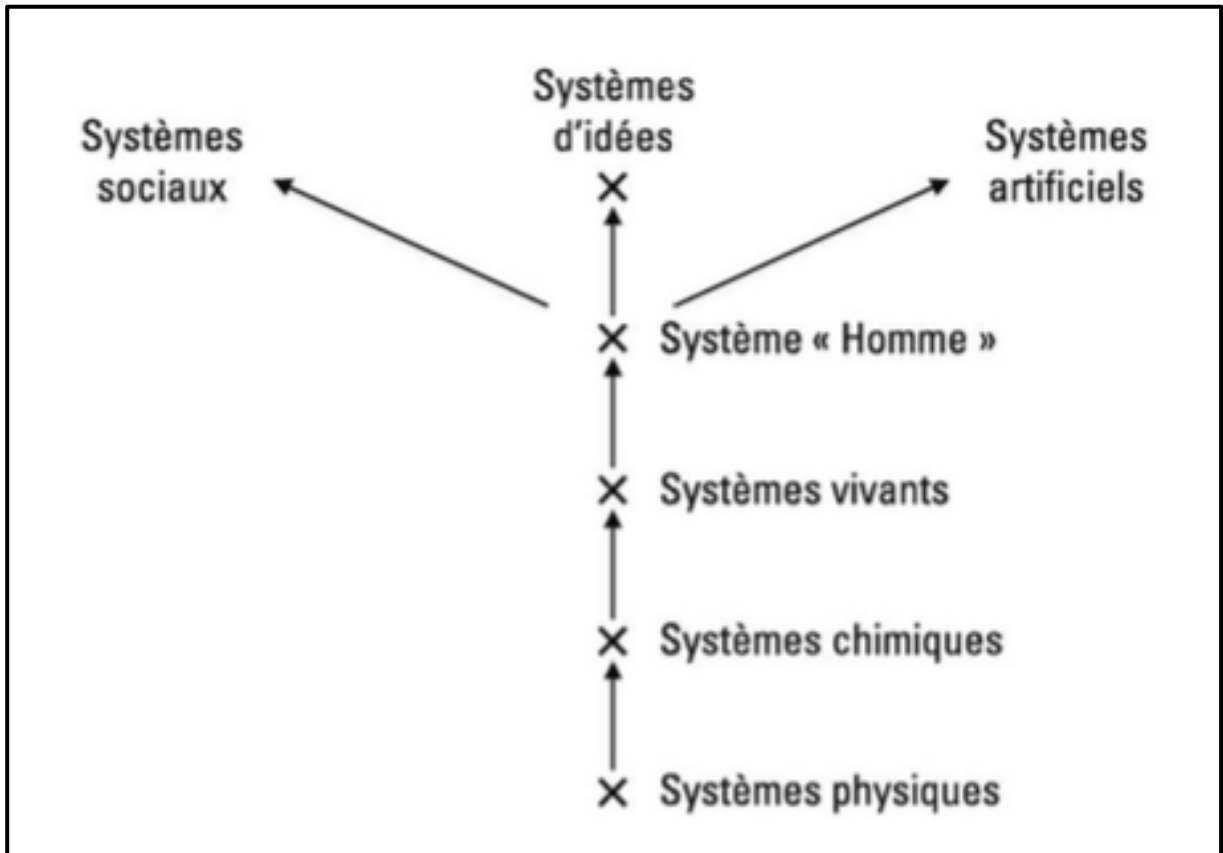 Systèmes
d'idées
Systèmes
sociaux
Systèmes
artificiels
Système « Homme »
Systèmes vivants
Systèmes chimiques
Systèmes physiques